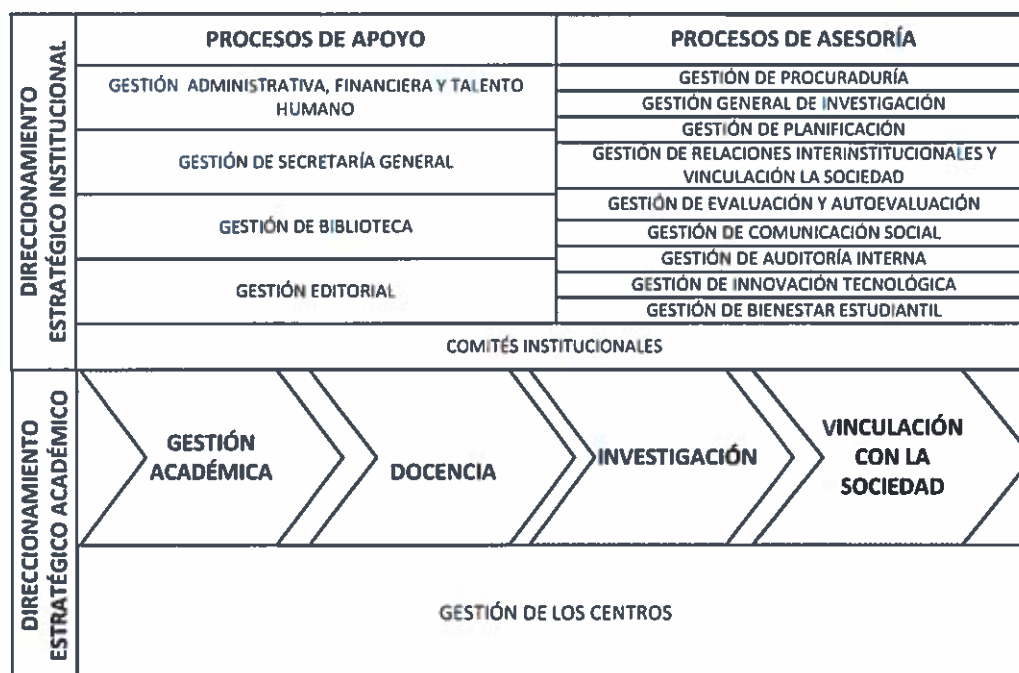 DIRECCIONAMIENTO
ESTRATÉGICO INSTITUCIONAL
PROCESOS DE APOYO
GESTIÓN ADMINISTRATIVA, FINANCIERA Y TALENTO
HUMANO
GESTIÓN DE SECRETARÍA GENERAL
GESTIÓN DE BIBLIOTECA
GESTIÓN EDITORIAL
PROCESOS DE ASESORÍA
GESTIÓN DE PROCURADURÍA
GESTIÓN GENERAL DE INVESTIGACIÓN
GESTIÓN DE PLANIFICACIÓN
GESTIÓN DE RELACIONES INTERINSTITUCIONALES Y
VINCULACIÓN LA SOCIEDAD
GESTIÓN DE EVALUACIÓN Y AUTOEVALUACIÓN
GESTIÓN DE COMUNICACIÓN SOCIAL
GESTIÓN DE AUDITORÍA INTERNA
GESTIÓN DE INNOVACIÓN TECNOLÓGICA
GESTIÓN DE BIENESTAR ESTUDIANTIL
COMITÉS INSTITUCIONALES
DIRECCIONAMIENTO
ESTRATÉGICO ACADÉMICO
GESTIÓN
ACADÉMICA
DOCENCIA
INVESTIGACIÓN
VINCULACIÓN
CON LA
SOCIEDAD
GESTIÓN DE LOS CENTROS